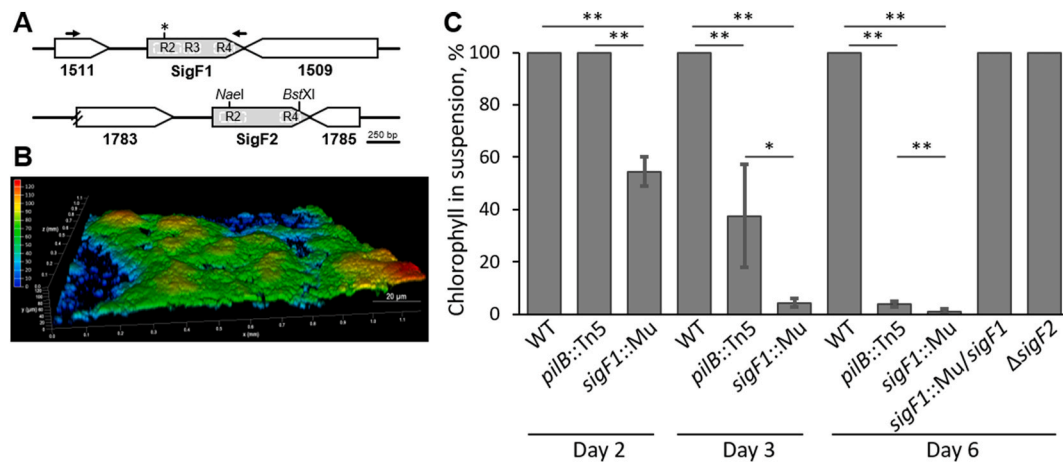 A
*
R2 R3 R4
1511 SigF1 1509
NaeI BstXI
R2 R4
1783 SigF2 1785
250 bp
B
120
110
100
90
80
70
60
50
40
30
20
10
0
z (mm)
20 µm
x (mm)
C
Chlorophyll in suspension, %
100
80
60
40
20
0
** ** **
** ** **
* **
WT pilB::Tn5 sigF1::Mu WT pilB::Tn5 sigF1::Mu WT pilB::Tn5 sigF1::Mu sigF1::Mu/sigF1 ΔsigF2
Day 2 Day 3 Day 6